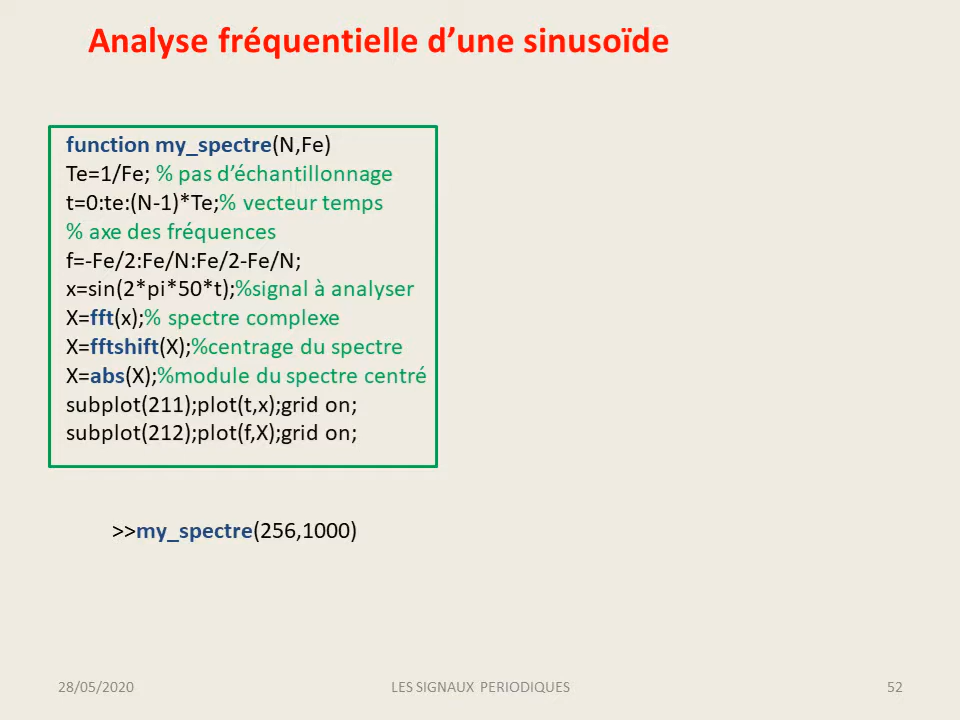 Analyse fréquentielle d’une sinusoïde
function my_spectre(N,Fe)
Te=1/Fe; % pas d’échantillonnage
t=0:te:(N-1)*Te;% vecteur temps
% axe des fréquences
f=-Fe/2:Fe/N:Fe/2-Fe/N;
x=sin(2*pi*50*t);%signal à analyser
X=fft(x);% spectre complexe
X=fftshift(X);%centrage du spectre
X=abs(X);%module du spectre centré
subplot(211);plot(t,x);grid on;
subplot(212);plot(f,X);grid on;
>>my_spectre(256,1000)
28/05/2020 LES SIGNAUX PERIODIQUES 52